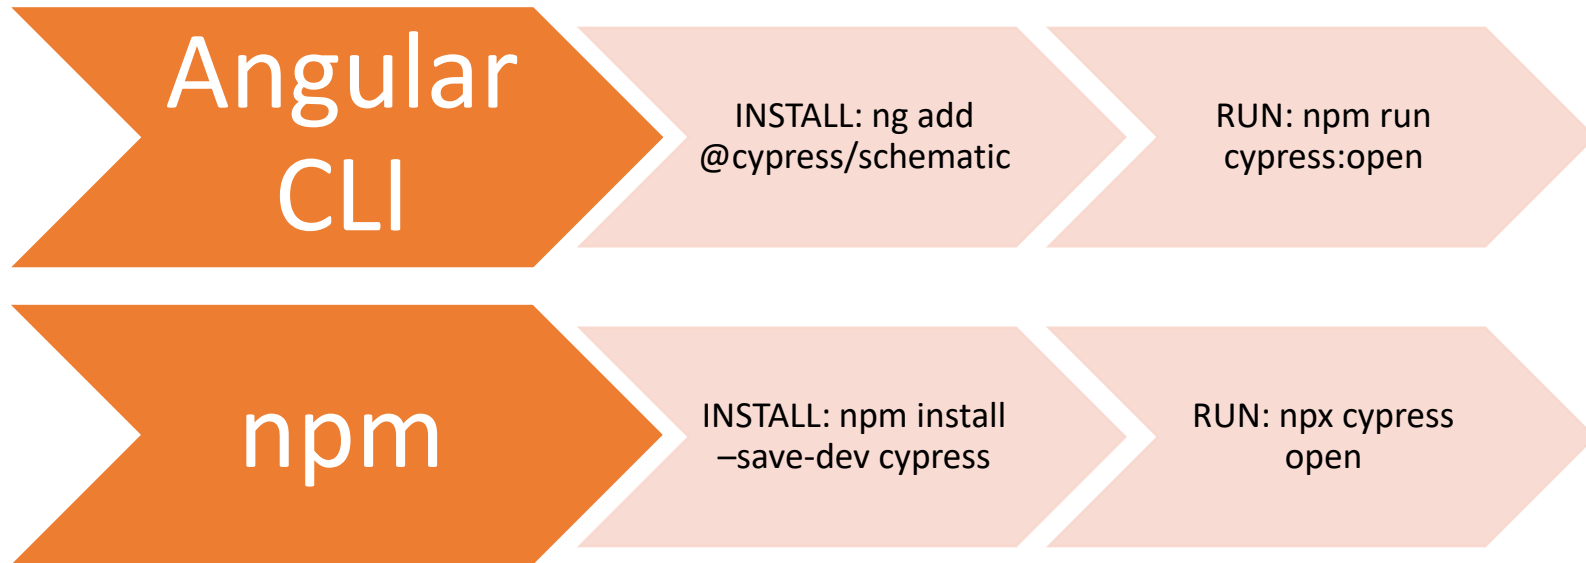 Angular
CLI
INSTALL: ng add
@cypress/schematic
RUN: npm run
cypress:open
npm
INSTALL: npm install
–save-dev cypress
RUN: npx cypress
open